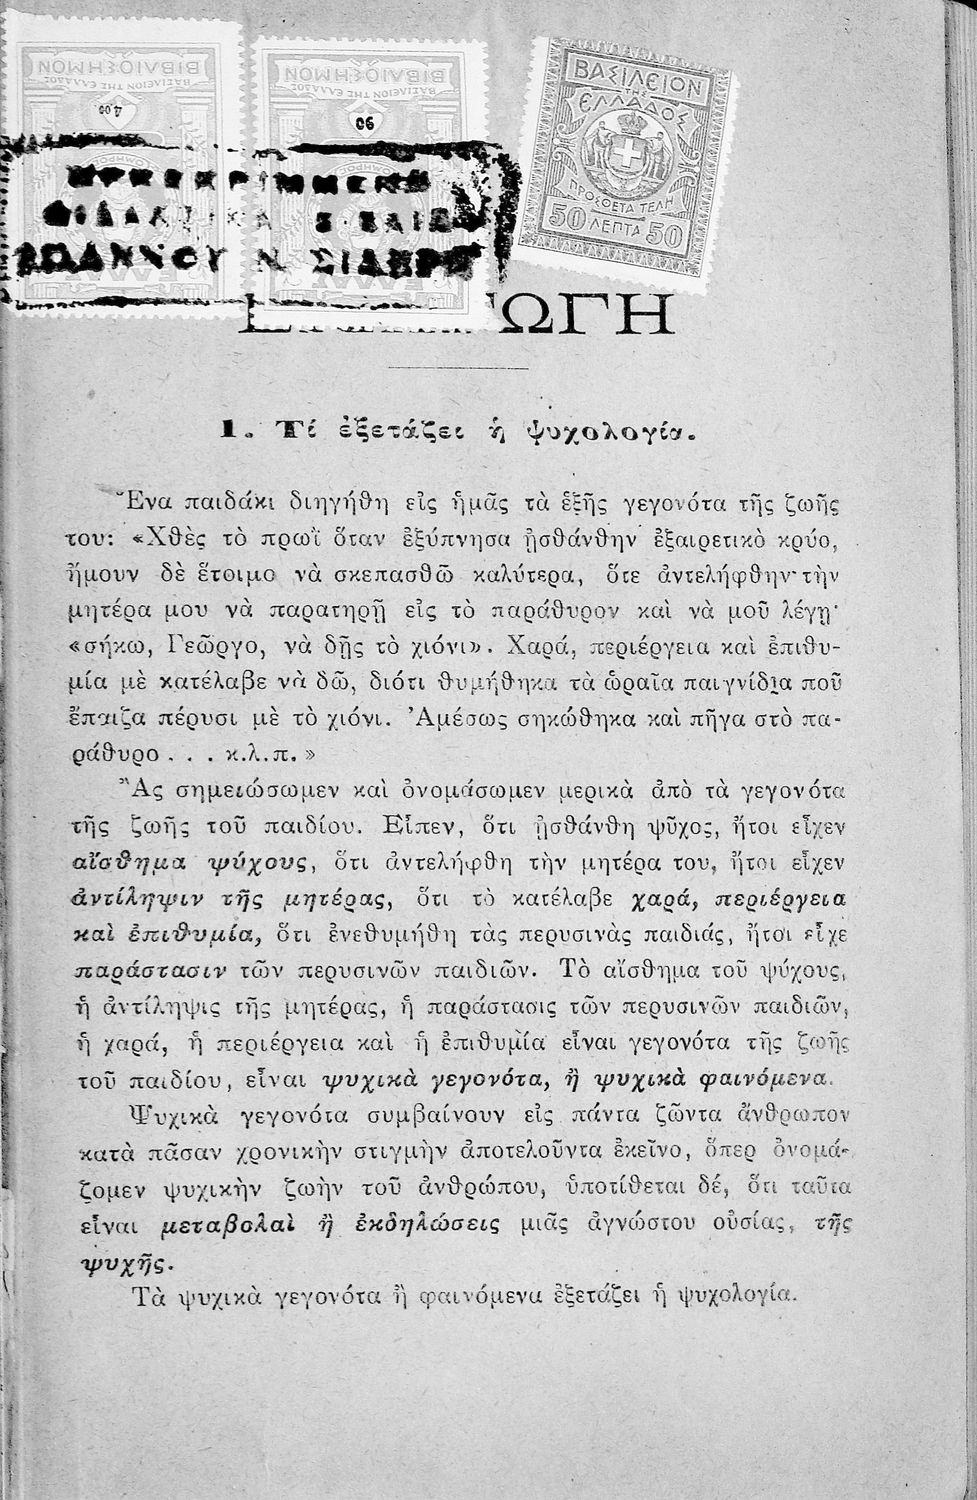 ΒΙΒΛΙΟΣΗΜΟΝ
ΒΑΣΙΛΕΙΟΝ ΤΗΣ ΕΛΛΑΔΟΣ
4.00
ΒΙΒΛΙΟΣΗΜΟΝ
ΒΑΣΙΛΕΙΟΝ ΤΗΣ ΕΛΛΑΔΟΣ
90
ΒΑΣΙΛΕΙΟΝ
ΤΗΣ
ΕΛΛΑΔΟΣ
ΠΡΟΣΘΕΤΑ ΤΕΛΗ
50 ΛΕΠΤΑ 50
ΙΩΑΝΝΟΥ Ν ΣΙΔΕΡΗ
1. Τί ἐξετάζει ἡ ψυχολογία.
Ἕνα παιδάκι διηγήθη εἰς ἡμᾶς τὰ ἑξῆς γεγονότα τῆς ζωῆς
του: «Χθὲς τὸ πρωῒ ὅταν ἐξύπνησα ᾐσθάνθην ἐξαιρετικὸ κρύο,
ἤμουν δὲ ἕτοιμο νὰ σκεπασθῶ καλύτερα, ὅτε ἀντελήφθην τὴν
μητέρα μου νὰ παρατηρῇ εἰς τὸ παράθυρον καὶ νὰ μοῦ λέγῃ·
«σήκω, Γεῶργο, νὰ δῇς τὸ χιόνι». Χαρά, περιέργεια καὶ ἐπιθυ-
μία μὲ κατέλαβε νὰ δῶ, διότι θυμήθηκα τὰ ὡραῖα παιγνίδια ποῦ
ἔπαιζα πέρυσι μὲ τὸ χιόνι. Ἀμέσως σηκώθηκα καὶ πῆγα στὸ πα-
ράθυρο . . . κ.λ.π.»
Ἂς σημειώσωμεν καὶ ὀνομάσωμεν μερικὰ ἀπὸ τὰ γεγονότα
τῆς ζωῆς τοῦ παιδίου. Εἶπεν, ὅτι ᾐσθάνθη ψῦχος, ἤτοι εἶχεν
αἴσθημα ψύχους, ὅτι ἀντελήφθη τὴν μητέρα του, ἤτοι εἶχεν
ἀντίληψιν τῆς μητέρας, ὅτι τὸ κατέλαβε χαρά, περιέργεια
καὶ ἐπιθυμία, ὅτι ἐνεθυμήθη τὰς περυσινὰς παιδιάς, ἤτοι εἶχε
παράστασιν τῶν περυσινῶν παιδιῶν. Τὸ αἴσθημα τοῦ ψύχους,
ἡ ἀντίληψις τῆς μητέρας, ἡ παράστασις τῶν περυσινῶν παιδιῶν,
ἡ χαρά, ἡ περιέργεια καὶ ἡ ἐπιθυμία εἶναι γεγονότα τῆς ζωῆς
τοῦ παιδίου, εἶναι ψυχικὰ γεγονότα, ἢ ψυχικὰ φαινόμενα.
Ψυχικὰ γεγονότα συμβαίνουν εἰς πάντα ζῶντα ἄνθρωπον
κατὰ πᾶσαν χρονικὴν στιγμὴν ἀποτελοῦντα ἐκεῖνο, ὅπερ ὀνομά-
ζομεν ψυχικὴν ζωὴν τοῦ ἀνθρώπου, ὑποτίθεται δέ, ὅτι ταῦτα
εἶναι μεταβολαὶ ἢ ἐκδηλώσεις μιᾶς ἀγνώστου οὐσίας, τῆς
ψυχῆς.
Τὰ ψυχικὰ γεγονότα ἢ φαινόμενα ἐξετάζει ἡ ψυχολογία.